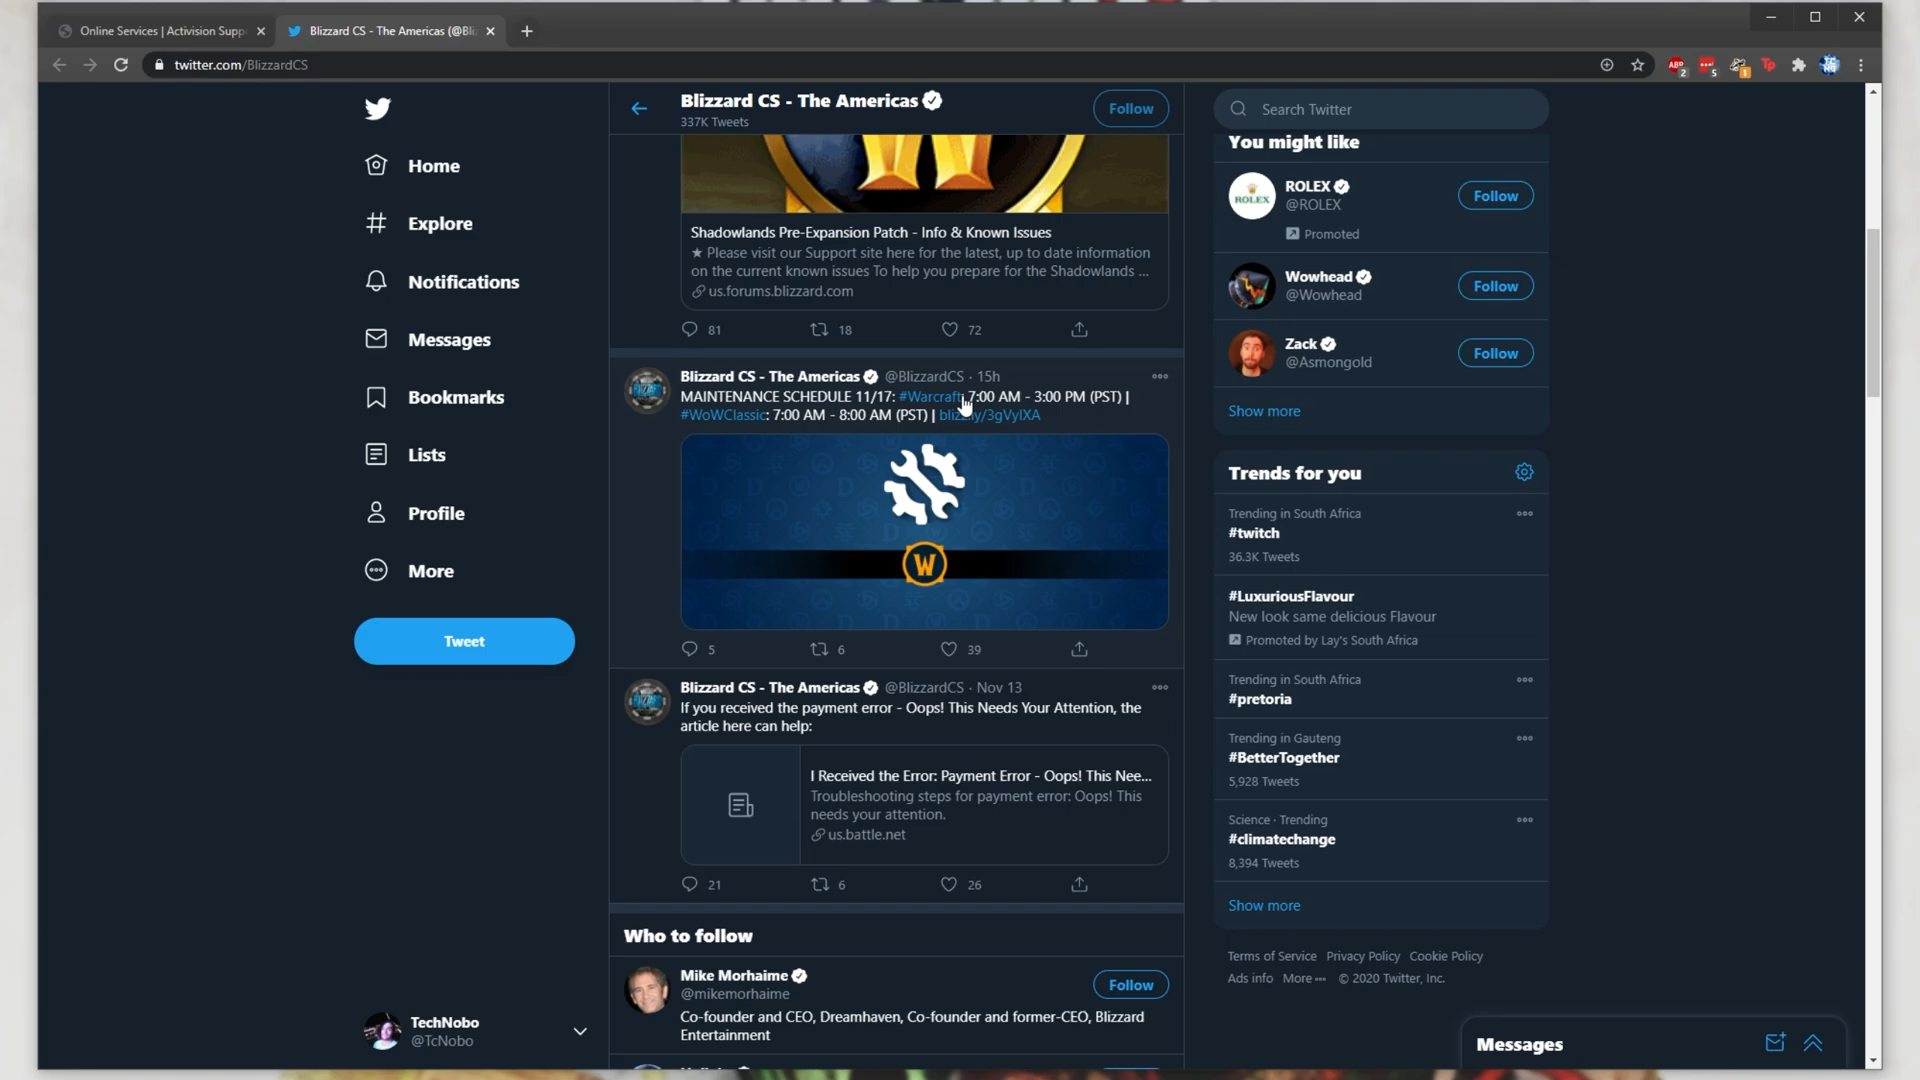 Online Services | Activision Supp
Blizzard CS - The Americas (@Bli
twitter.com/BlizzardCS
ABP
2
5
1
Home
Explore
Notifications
Messages
Bookmarks
Lists
Profile
More
Tweet
TechNobo
@TcNobo
Blizzard CS - The Americas
337K Tweets
Follow
Shadowlands Pre-Expansion Patch - Info & Known Issues
★ Please visit our Support site here for the latest, up to date information
on the current known issues To help you prepare for the Shadowlands ...
us.forums.blizzard.com
81 18 72
Blizzard CS - The Americas @BlizzardCS · 15h
MAINTENANCE SCHEDULE 11/17: #Warcraft 7:00 AM - 3:00 PM (PST) |
#WoWClassic: 7:00 AM - 8:00 AM (PST) | /3gVyIXA
W
5 6 39
Blizzard CS - The Americas @BlizzardCS · Nov 13
If you received the payment error - Oops! This Needs Your Attention, the
article here can help:
I Received the Error: Payment Error - Oops! This Nee...
Troubleshooting steps for payment error: Oops! This
needs your attention.
us.battle.net
21 6 26
Who to follow
Mike Morhaime
@mikemorhaime
Follow
Co-founder and CEO, Dreamhaven, Co-founder and former-CEO, Blizzard
Entertainment
Search Twitter
You might like
ROLEX
ROLEX
@ROLEX
Follow
Promoted
Wowhead
@Wowhead
Follow
Zack
@Asmongold
Follow
Show more
Trends for you
Trending in South Africa
#twitch
36.3K Tweets
#LuxuriousFlavour
New look same delicious Flavour
Promoted by Lay's South Africa
Trending in South Africa
#pretoria
Trending in Gauteng
#BetterTogether
5,928 Tweets
Science · Trending
#climatechange
8,394 Tweets
Show more
Terms of Service Privacy Policy Cookie Policy
Ads info More ··· © 2020 Twitter, Inc.
Messages